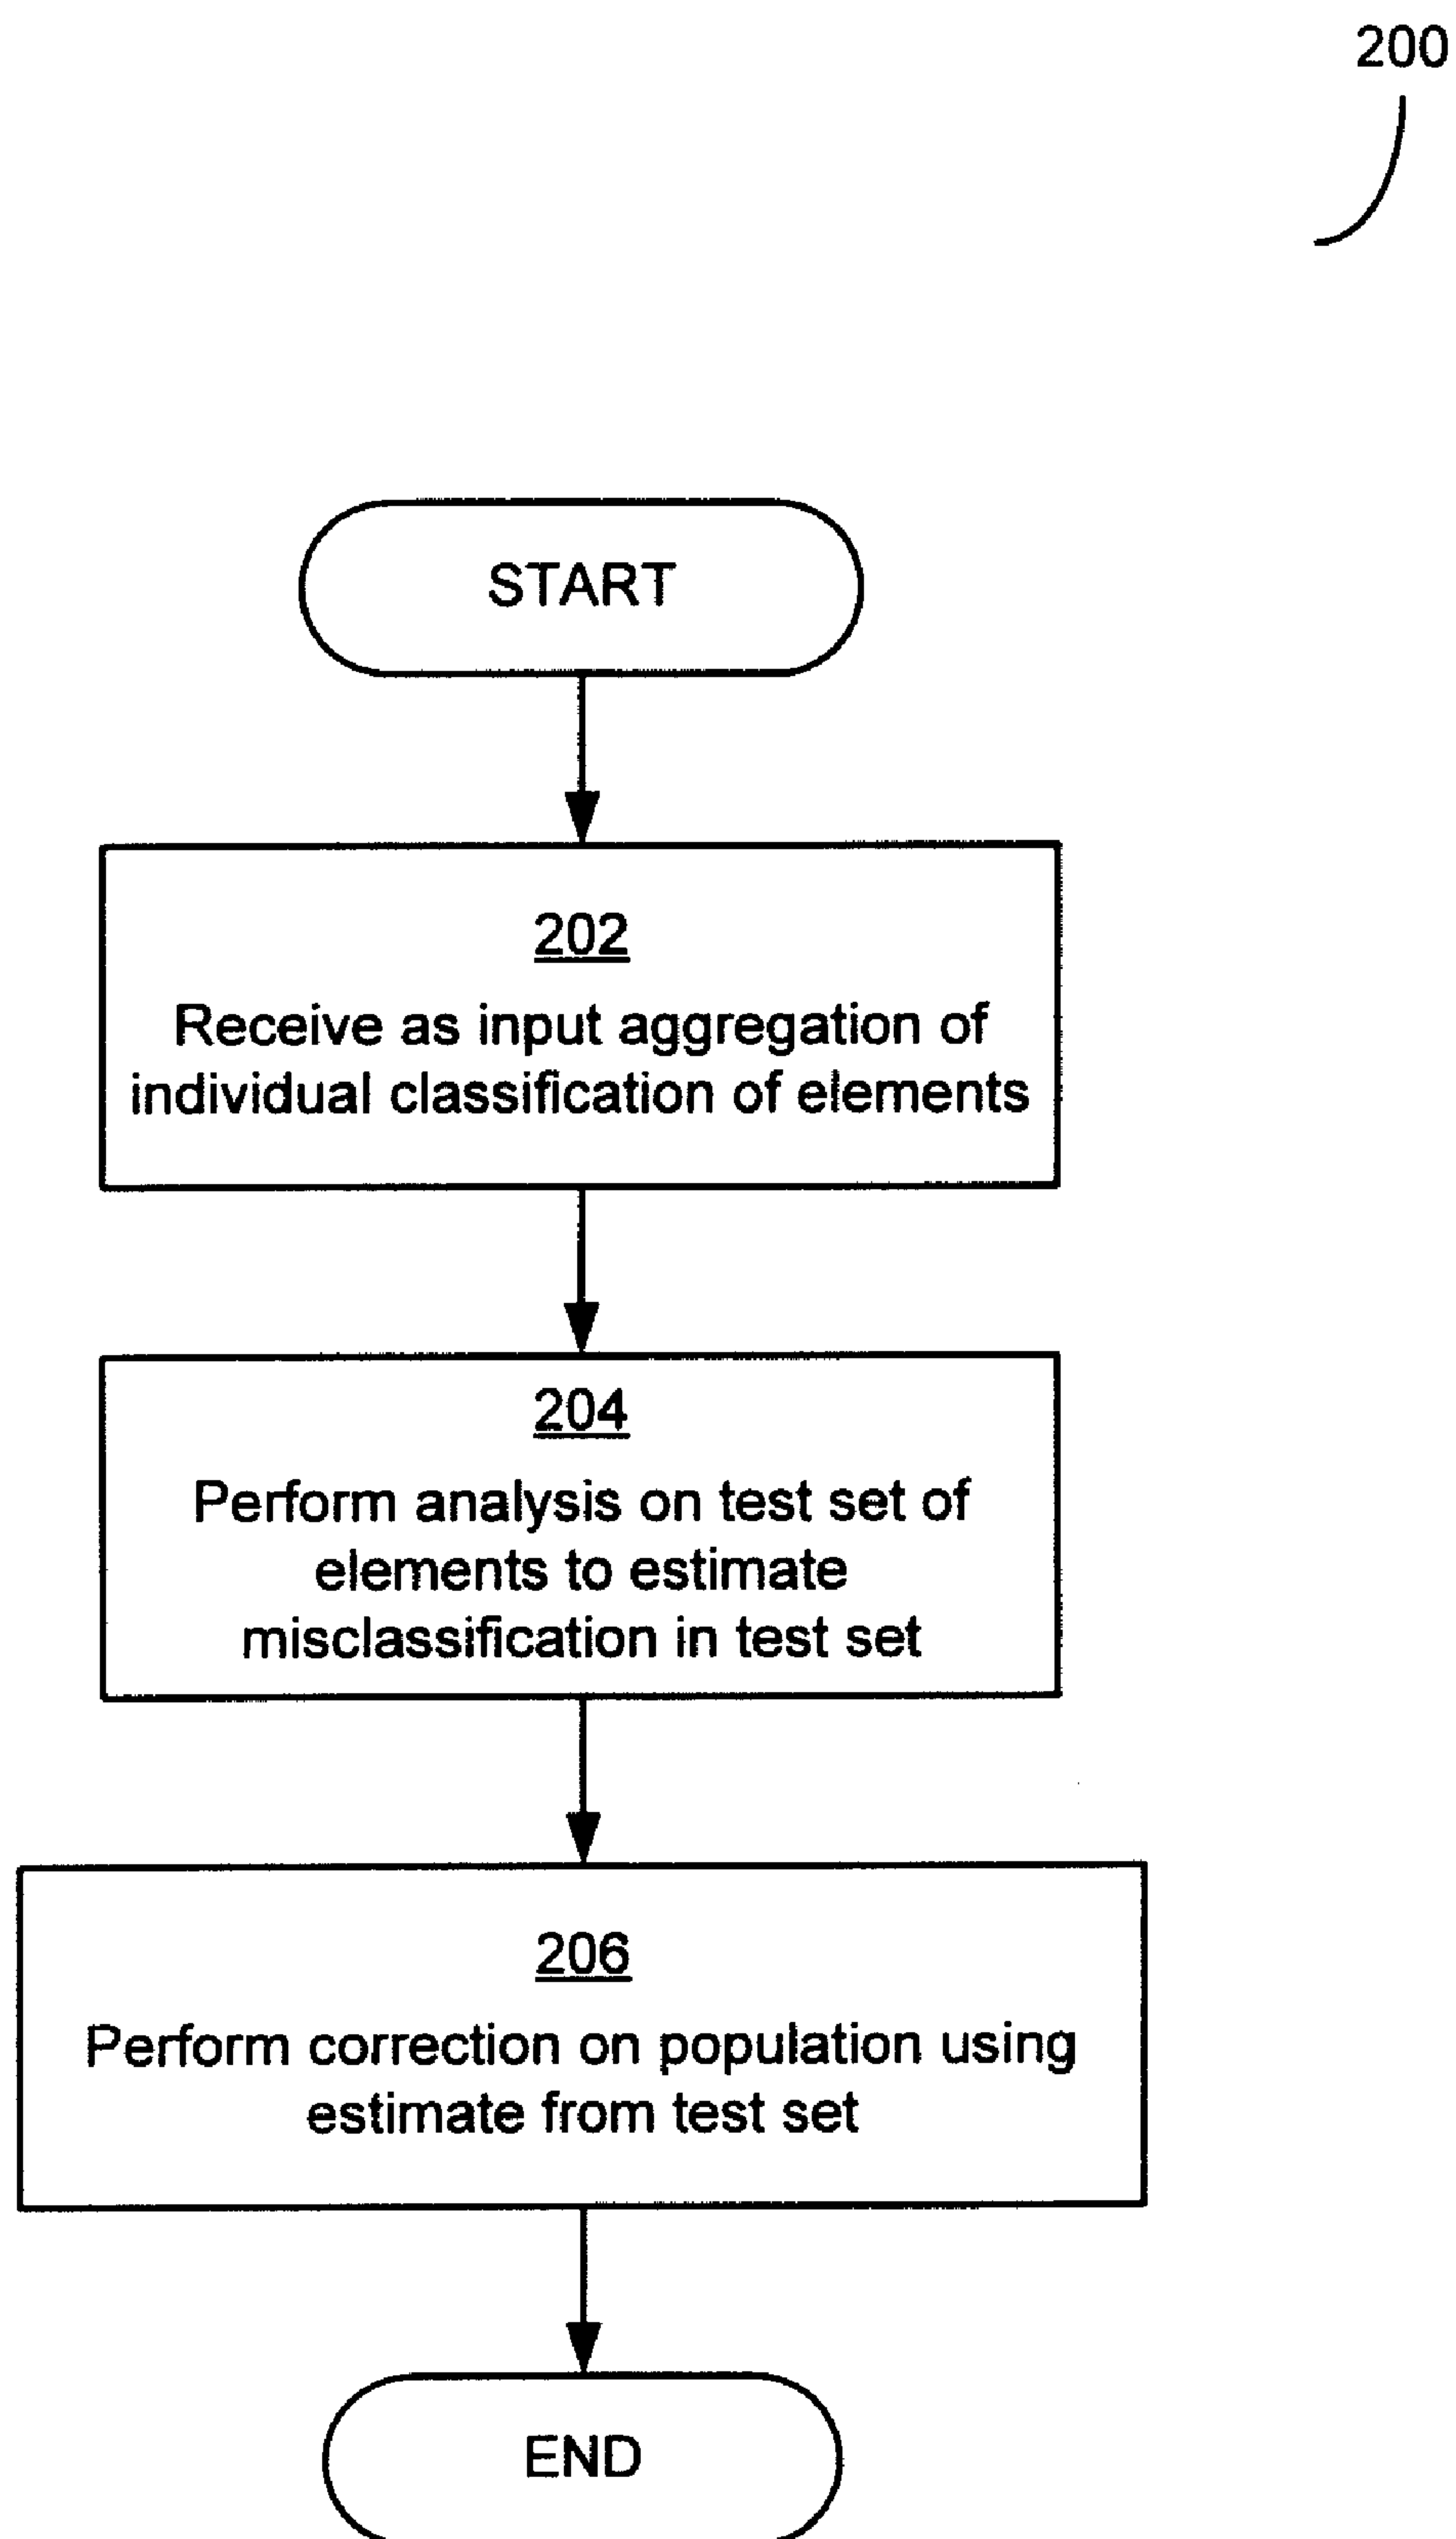 200
START
202
Receive as input aggregation of
individual classification of elements
204
Perform analysis on test set of
elements to estimate
misclassification in test set
206
Perform correction on population using
estimate from test set
END